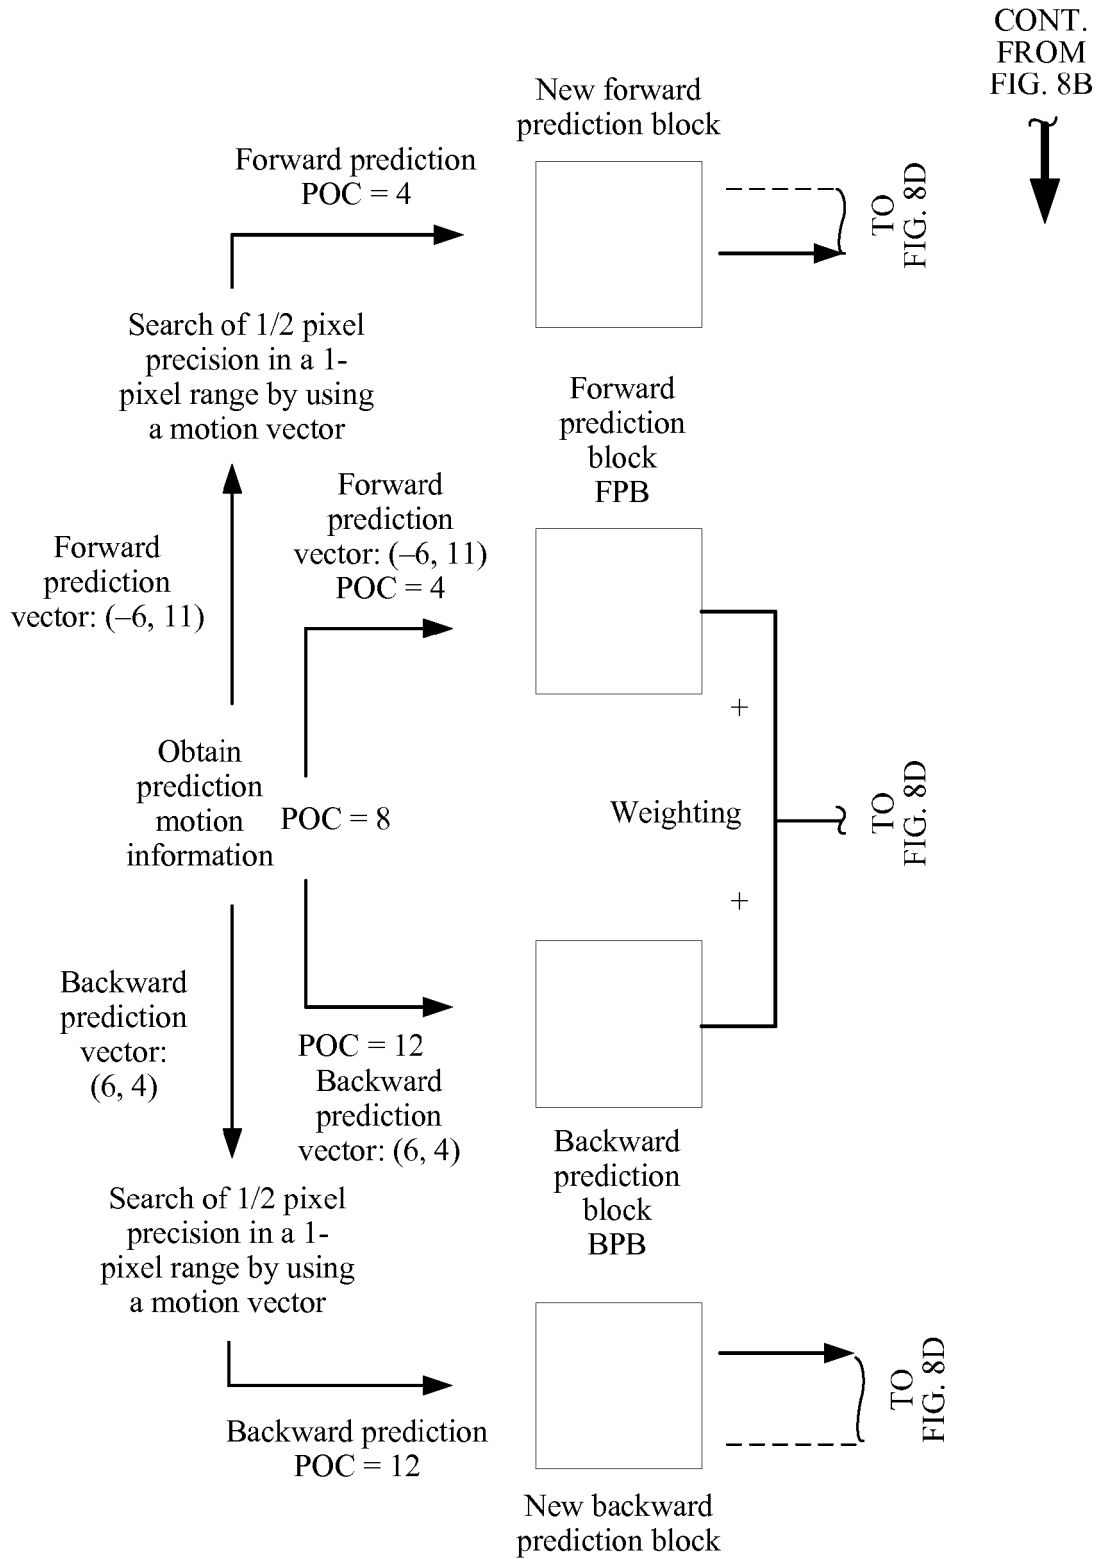 CONT.
FROM
FIG. 8B
New forward
prediction block
Forward prediction
POC = 4
TO
FIG. 8D
Search of 1/2 pixel
precision in a 1-
pixel range by using
a motion vector
Forward
prediction
block
FPB
Forward
prediction
vector: (–6, 11)
POC = 4
Forward
prediction
vector: (–6, 11)
+
Obtain
prediction
motion
information
POC = 8
Weighting
TO
FIG. 8D
+
Backward
prediction
vector:
(6, 4)
POC = 12
Backward
prediction
vector: (6, 4)
Backward
prediction
block
BPB
Search of 1/2 pixel
precision in a 1-
pixel range by using
a motion vector
TO
FIG. 8D
Backward prediction
POC = 12
New backward
prediction block